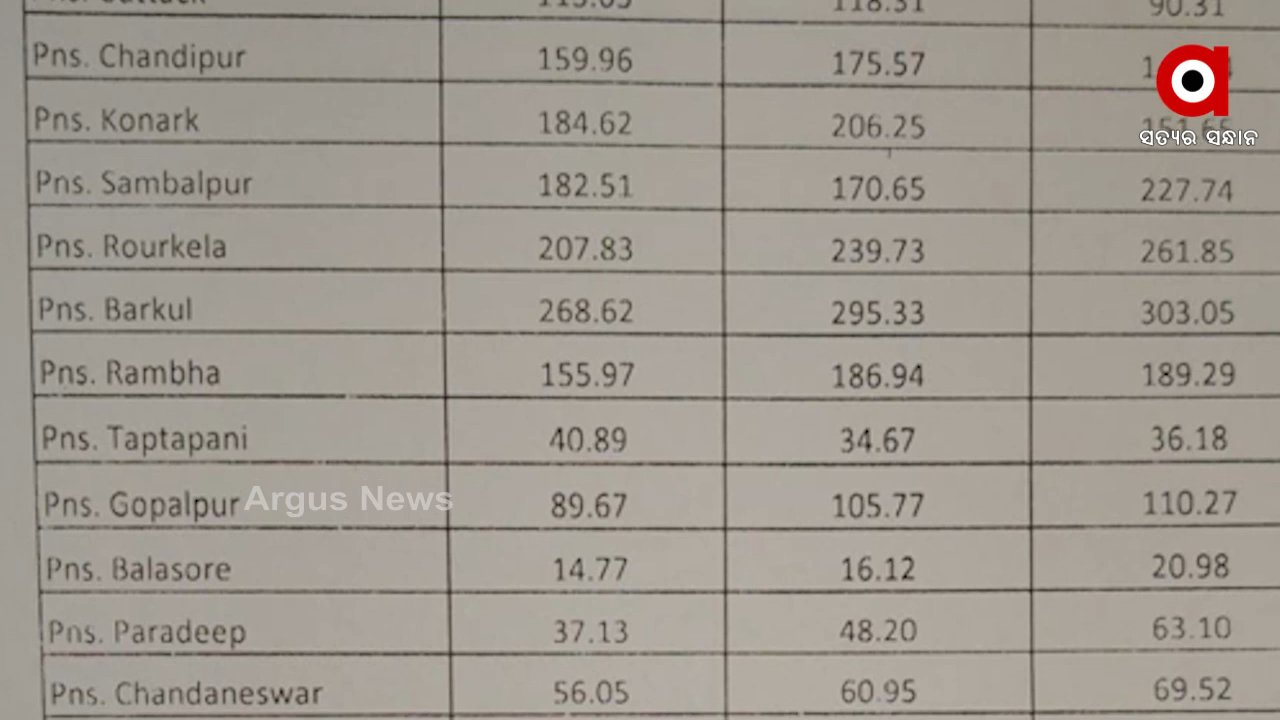 118.31
90.31
Pns. Chandipur 159.96 175.57
Pns. Konark 184.62 206.25
ସତ୍ୟର ସନ୍ଧାନ
Pns. Sambalpur 182.51 170.65 227.74
Pns. Rourkela 207.83 239.73 261.85
Pns. Barkul 268.62 295.33 303.05
Pns. Rambha 155.97 186.94 189.29
Pns. Taptapani 40.89 34.67 36.18
Pns. Gopalpur 89.67 105.77 110.27
Argus News
Pns. Balasore 14.77 16.12 20.98
Pns. Paradeep 37.13 48.20 63.10
Pns. Chandaneswar 56.05 60.95 69.52